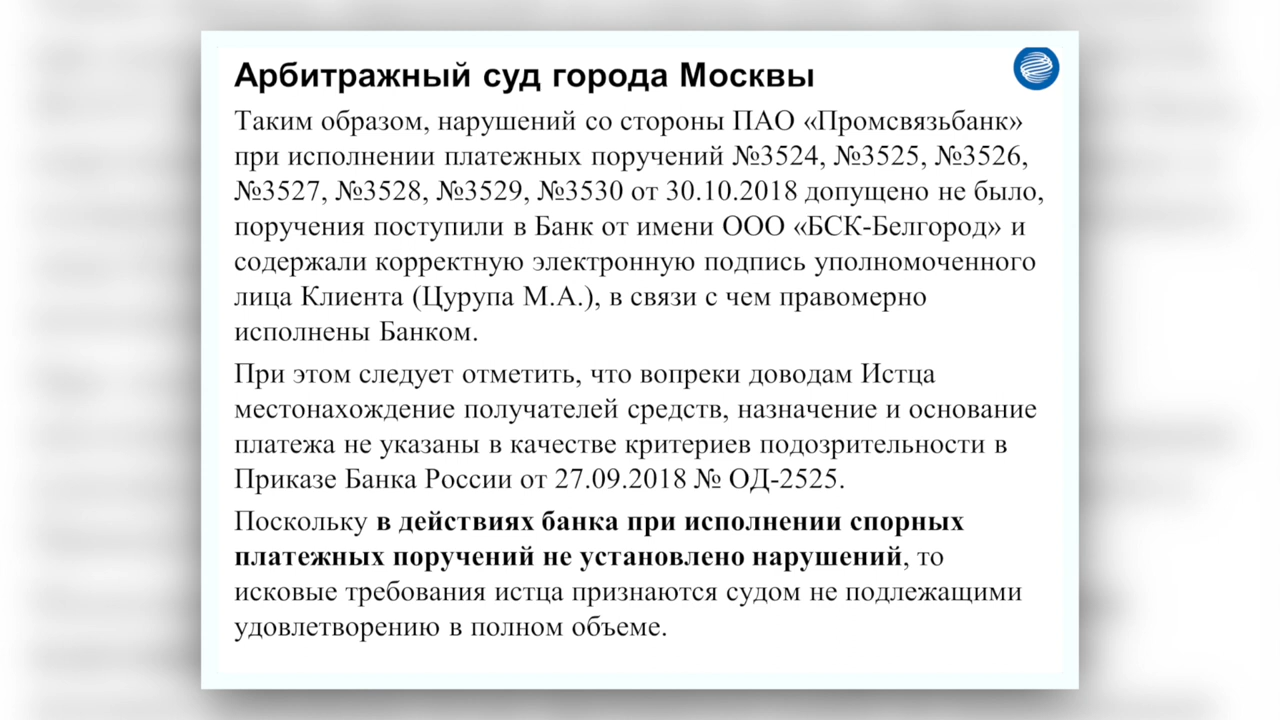 Арбитражный суд города Москвы
Таким образом, нарушений со стороны ПАО «Промсвязьбанк»
при исполнении платежных поручений №3524, №3525, №3526,
№3527, №3528, №3529, №3530 от 30.10.2018 допущено не было,
поручения поступили в Банк от имени ООО «БСК-Белгород» и
содержали корректную электронную подпись уполномоченного
лица Клиента (Цурупа М.А.), в связи с чем правомерно
исполнены Банком.
При этом следует отметить, что вопреки доводам Истца
местонахождение получателей средств, назначение и основание
платежа не указаны в качестве критериев подозрительности в
Приказе Банка России от 27.09.2018 № ОД-2525.
Поскольку в действиях банка при исполнении спорных
платежных поручений не установлено нарушений, то
исковые требования истца признаются судом не подлежащими
удовлетворению в полном объеме.